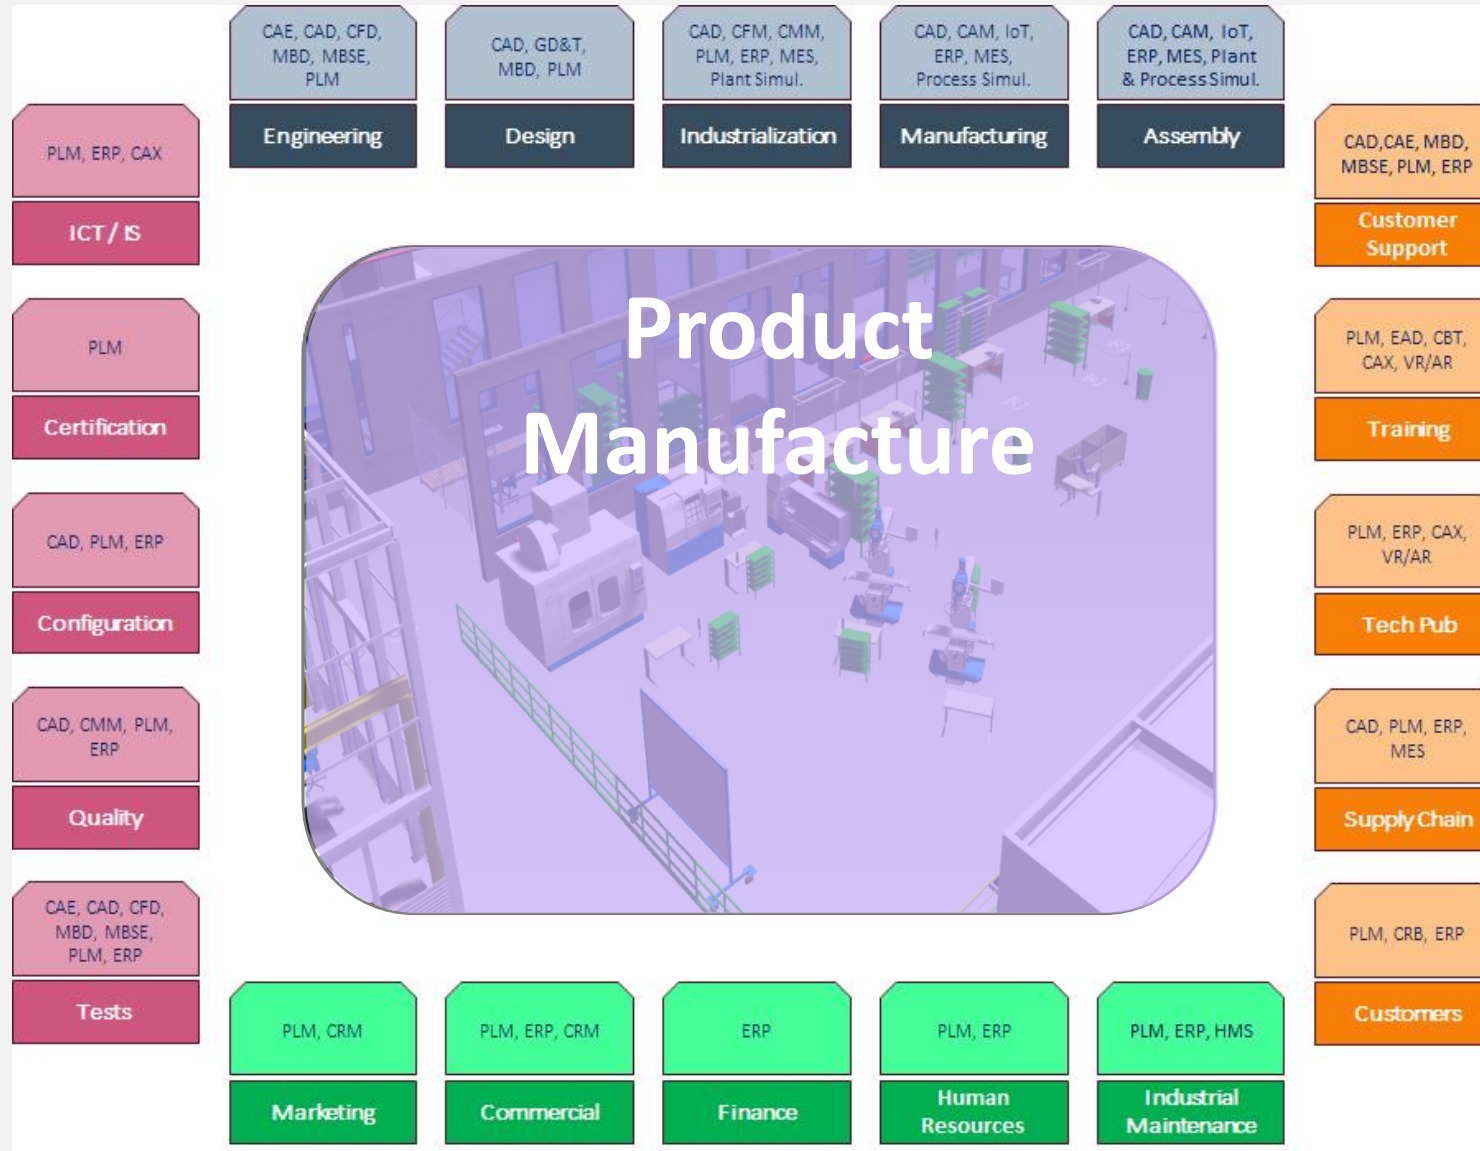 CAE, CAD, CFD,
MBD, MBSE,
PLM
Engineering
CAD, GD&T,
MBD, PLM
Design
CAD, CFM, CMM,
PLM, ERP, MES,
Plant Simul.
Industrialization
CAD, CAM, IoT,
ERP, MES,
Process Simul.
Manufacturing
CAD, CAM, IoT,
ERP, MES, Plant
& Process Simul.
Assembly
PLM, ERP, CAX
ICT / IS
PLM
Certification
CAD, PLM, ERP
Configuration
CAD, CMM, PLM,
ERP
Quality
CAE, CAD, CFD,
MBD, MBSE,
PLM, ERP
Tests
Product
Manufacture
CAD,CAE, MBD,
MBSE, PLM, ERP
Customer
Support
PLM, EAD, CBT,
CAX, VR/AR
Training
PLM, ERP, CAX,
VR/AR
Tech Pub
CAD, PLM, ERP,
MES
Supply Chain
PLM, CRB, ERP
Customers
PLM, CRM
Marketing
PLM, ERP, CRM
Commercial
ERP
Finance
PLM, ERP
Human
Resources
PLM, ERP, HMS
Industrial
Maintenance